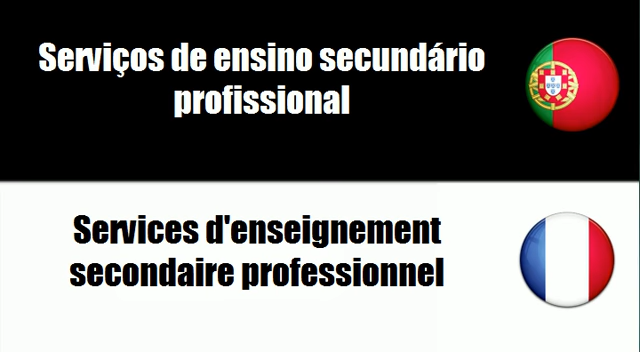 Serviços de ensino secundário
profissional
Services d'enseignement
secondaire professionnel